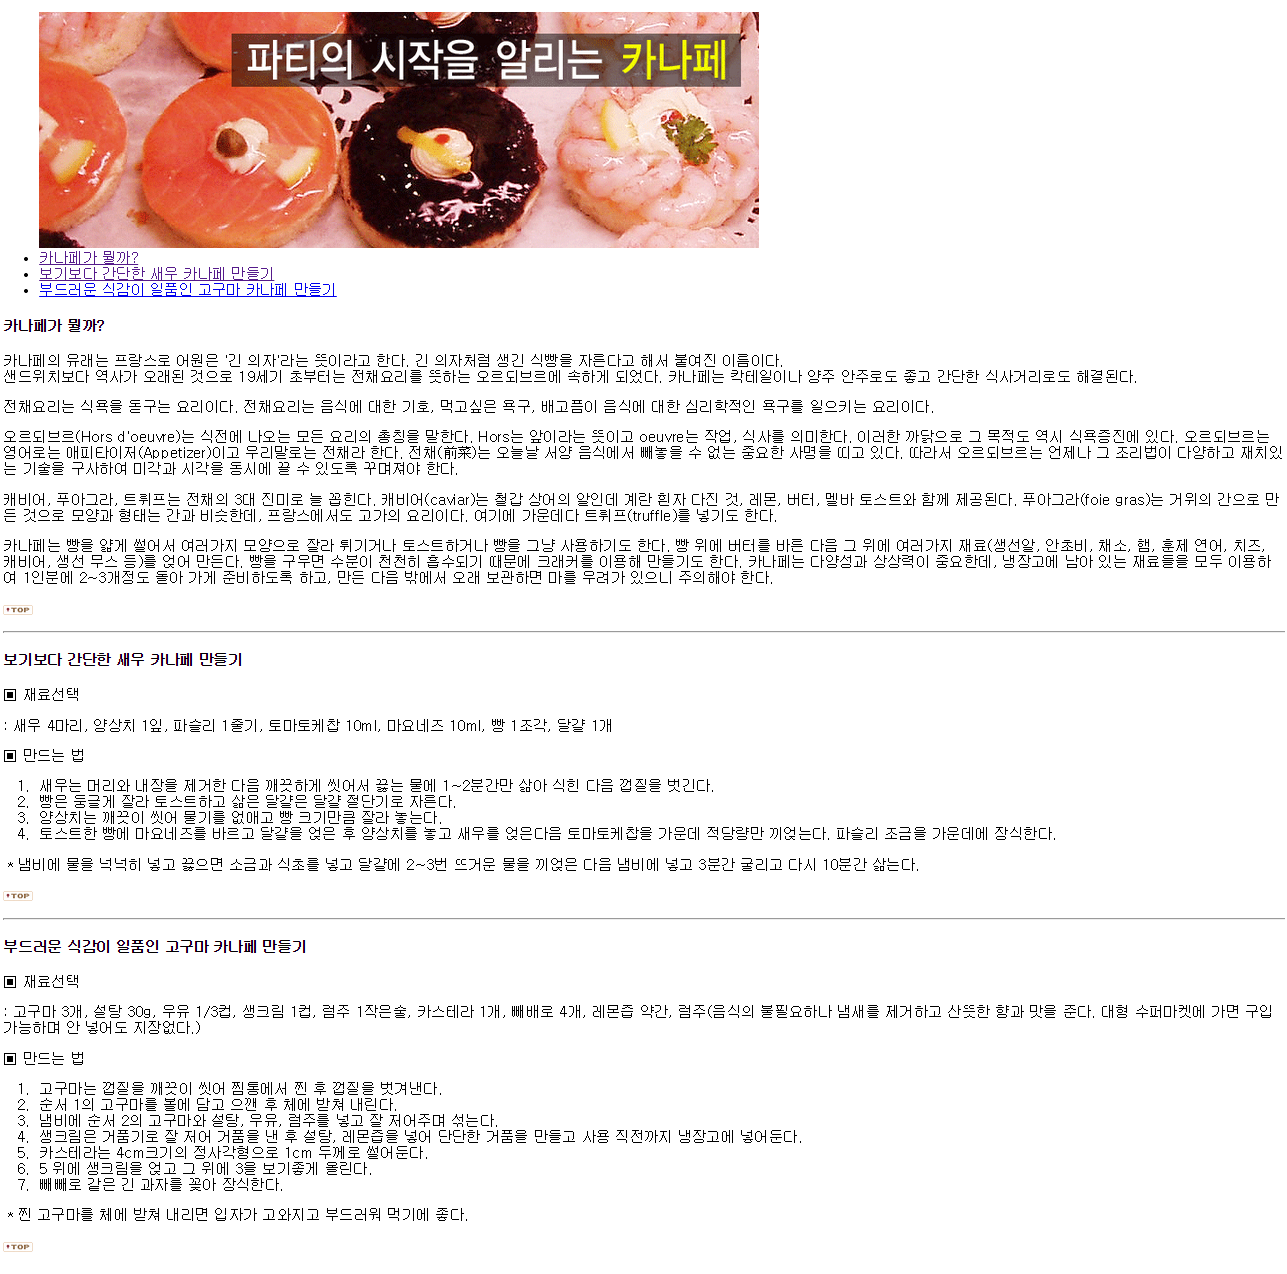 파티의 시작을 알리는 카나페
• 카나페가 뭘까?
• 보기보다 간단한 새우 카나페 만들기
• 부드러운 식감이 일품인 고구마 카나페 만들기
카나페가 뭘까?
카나페의 유래는 프랑스로 어원은 '긴 의자'라는 뜻이라고 한다. 긴 의자처럼 생긴 식빵을 자른다고 해서 붙여진 이름이다.
샌드위치보다 역사가 오래된 것으로 19세기 초부터는 전채요리를 뜻하는 오르되브르에 속하게 되었다. 카나페는 칵테일이나 양주 안주로도 좋고 간단한 식사거리로도 해결된다.
전채요리는 식욕을 돋구는 요리이다. 전채요리는 음식에 대한 기호, 먹고싶은 욕구, 배고픔이 음식에 대한 심리학적인 욕구를 일으키는 요리이다.
오르되브르(Hors d'oeuvre)는 식전에 나오는 모든 요리의 총칭을 말한다. Hors는 앞이라는 뜻이고 oeuvre는 작업, 식사를 의미한다. 이러한 까닭으로 그 목적도 역시 식욕증진에 있다. 오르되브르는
영어로는 애피타이저(Appetizer)이고 우리말로는 전채라 한다. 전채(前菜)는 오늘날 서양 음식에서 빼놓을 수 없는 중요한 사명을 띠고 있다. 따라서 오르되브르는 언제나 그 조리법이 다양하고 재치있
는 기술을 구사하여 미각과 시각을 동시에 끌 수 있도록 꾸며져야 한다.
캐비어, 푸아그라, 트뤼프는 전채의 3대 진미로 늘 꼽힌다. 캐비어(caviar)는 철갑 상어의 알인데 계란 흰자 다진 것, 레몬, 버터, 멜바 토스트와 함께 제공된다. 푸아그라(foie gras)는 거위의 간으로 만
든 것으로 모양과 형태는 간과 비슷한데, 프랑스에서도 고가의 요리이다. 여기에 가운데다 트뤼프(truffle)를 넣기도 한다.
카나페는 빵을 얇게 썰어서 여러가지 모양으로 잘라 튀기거나 토스트하거나 빵을 그냥 사용하기도 한다. 빵 위에 버터를 바른 다음 그 위에 여러가지 재료(생선알, 안초비, 채소, 햄, 훈제 연어, 치즈,
캐비어, 생선 무스 등)를 얹어 만든다. 빵을 구우면 수분이 천천히 흡수되기 때문에 크래커를 이용해 만들기도 한다. 카나페는 다양성과 상상력이 중요한데, 냉장고에 남아 있는 재료들을 모두 이용하
여 1인분에 2~3개정도 돌아 가게 준비하도록 하고, 만든 다음 밖에서 오래 보관하면 마를 우려가 있으니 주의해야 한다.
↑TOP
보기보다 간단한 새우 카나페 만들기
▣ 재료선택
: 새우 4마리, 양상치 1잎, 파슬리 1줄기, 토마토케찹 10ml, 마요네즈 10ml, 빵 1조각, 달걀 1개
▣ 만드는 법
1. 새우는 머리와 내장을 제거한 다음 깨끗하게 씻어서 끓는 물에 1~2분간만 삶아 식힌 다음 껍질을 벗긴다.
2. 빵은 둥글게 잘라 토스트하고 삶은 달걀은 달걀 절단기로 자른다.
3. 양상치는 깨끗이 씻어 물기를 없애고 빵 크기만큼 잘라 놓는다.
4. 토스트한 빵에 마요네즈를 바르고 달걀을 얹은 후 양상치를 놓고 새우를 얹은다음 토마토케찹을 가운데 적당량만 끼얹는다. 파슬리 조금을 가운데에 장식한다.
* 냄비에 물을 넉넉히 넣고 끓으면 소금과 식초를 넣고 달걀에 2~3번 뜨거운 물을 끼얹은 다음 냄비에 넣고 3분간 굴리고 다시 10분간 삶는다.
↑TOP
부드러운 식감이 일품인 고구마 카나페 만들기
▣ 재료선택
: 고구마 3개, 설탕 30g, 우유 1/3컵, 생크림 1컵, 럼주 1작은술, 카스테라 1개, 빼배로 4개, 레몬즙 약간, 럼주(음식의 불필요하나 냄새를 제거하고 산뜻한 향과 맛을 준다. 대형 수퍼마켓에 가면 구입
가능하며 안 넣어도 지장없다.)
▣ 만드는 법
1. 고구마는 껍질을 깨끗이 씻어 찜통에서 찐 후 껍질을 벗겨낸다.
2. 순서 1의 고구마를 볼에 담고 으깬 후 체에 받쳐 내린다.
3. 냄비에 순서 2의 고구마와 설탕, 우유, 럼주를 넣고 잘 저어주며 섞는다.
4. 생크림은 거품기로 잘 저어 거품을 낸 후 설탕, 레몬즙을 넣어 단단한 거품을 만들고 사용 직전까지 냉장고에 넣어둔다.
5. 카스테라는 4cm크기의 정사각형으로 1cm 두께로 썰어둔다.
6. 5 위에 생크림을 얹고 그 위에 3을 보기좋게 올린다.
7. 빼빼로 같은 긴 과자를 꽂아 장식한다.
* 찐 고구마를 체에 받쳐 내리면 입자가 고와지고 부드러워 먹기에 좋다.
↑TOP